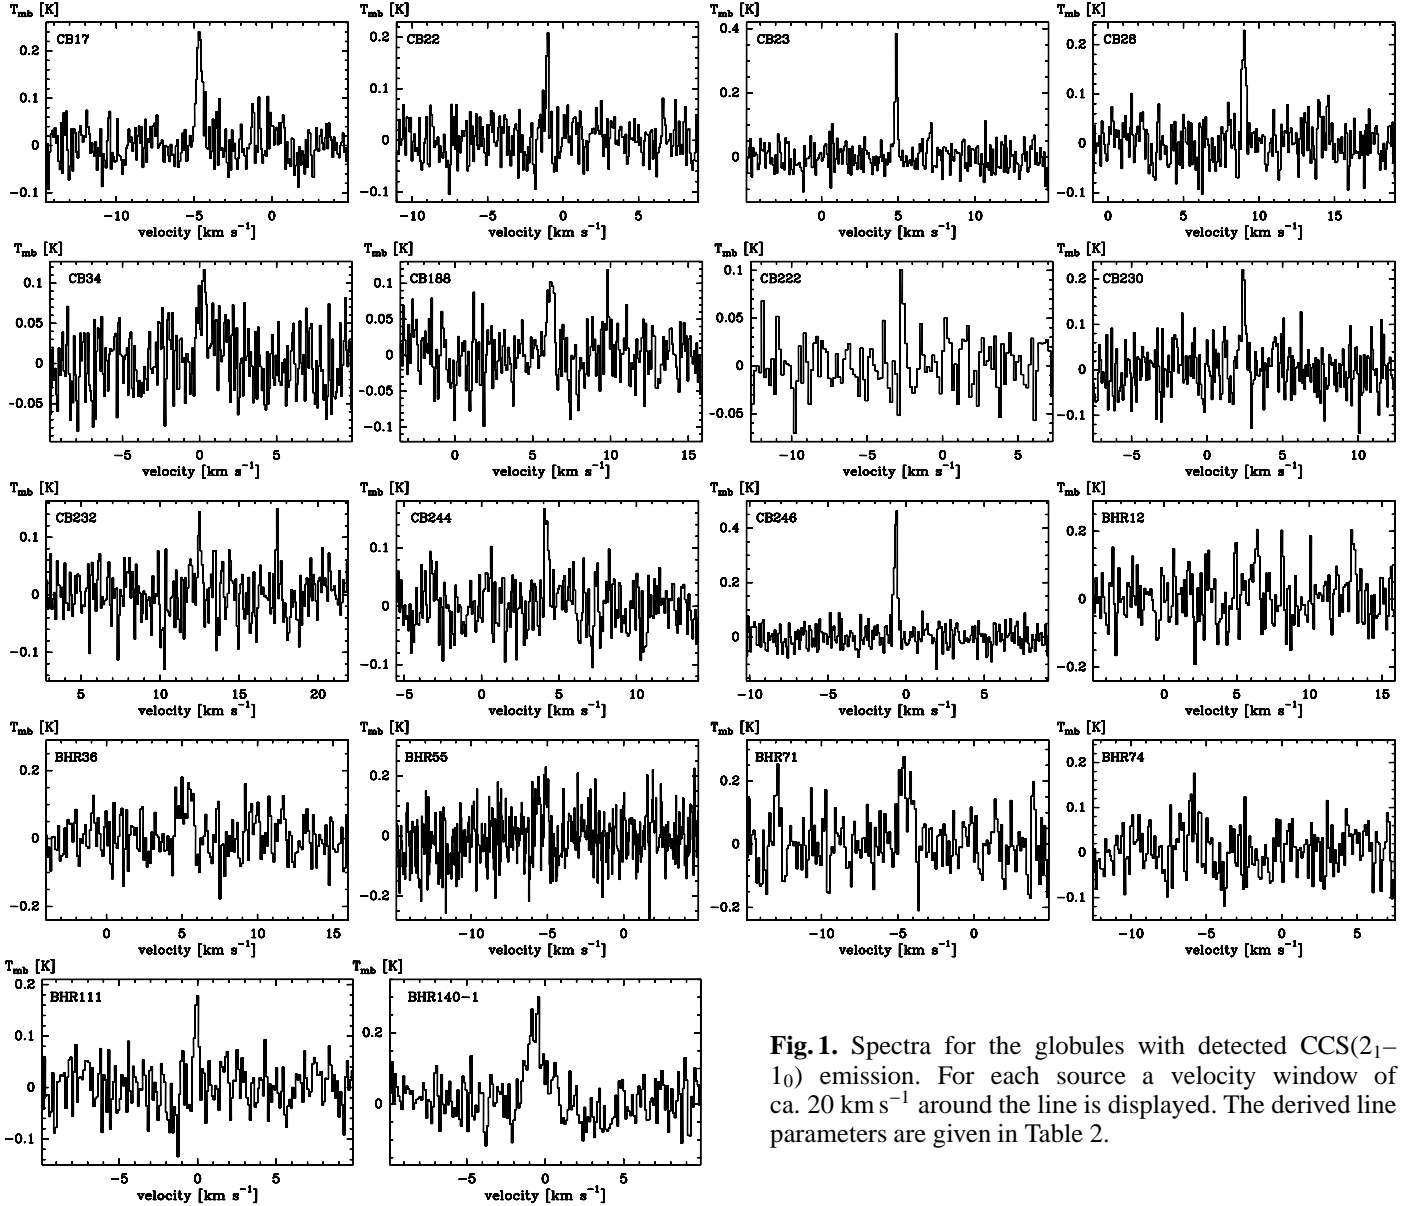 T_mb [K] T_mb [K] T_mb [K] T_mb [K]
CB17 CB22 CB23 CB26
0.2 0.1 0 −0.1
0.2 0.1 0 −0.1
0.4 0.2 0
0.2 0.1 0 −0.1
−10 −5 0 −10 −5 0 5 0 5 10 0 5 10 15
velocity [km s⁻¹] velocity [km s⁻¹] velocity [km s⁻¹] velocity [km s⁻¹]
T_mb [K] T_mb [K] T_mb [K] T_mb [K]
CB34 CB188 CB222 CB230
0.1 0.05 0 −0.05
0.1 0.05 0 −0.05 −0.1
0.1 0.05 0 −0.05
0.2 0.1 0 −0.1
−5 0 5 0 5 10 15 −10 −5 0 5 −5 0 5 10
velocity [km s⁻¹] velocity [km s⁻¹] velocity [km s⁻¹] velocity [km s⁻¹]
T_mb [K] T_mb [K] T_mb [K] T_mb [K]
CB232 CB244 CB246 BHR12
0.1 0 −0.1
0.1 0 −0.1
0.4 0.2 0
0.2 0 −0.2
5 10 15 20 −5 0 5 10 −10 −5 0 5 0 5 10 15
velocity [km s⁻¹] velocity [km s⁻¹] velocity [km s⁻¹] velocity [km s⁻¹]
T_mb [K] T_mb [K] T_mb [K] T_mb [K]
BHR36 BHR55 BHR71 BHR74
0.2 0 −0.2
0.2 0 −0.2
0.2 0 −0.2
0.2 0.1 0 −0.1
0 5 10 15 −10 −5 0 −10 −5 0 −10 −5 0 5
velocity [km s⁻¹] velocity [km s⁻¹] velocity [km s⁻¹] velocity [km s⁻¹]
T_mb [K] T_mb [K]
BHR111 BHR140-1
0.2 0.1 0 −0.1
0.2 0
−5 0 5 −5 0 5
velocity [km s⁻¹] velocity [km s⁻¹]
Fig. 1. Spectra for the globules with detected CCS(2₁–
1₀) emission. For each source a velocity window of
ca. 20 km s⁻¹ around the line is displayed. The derived line
parameters are given in Table 2.